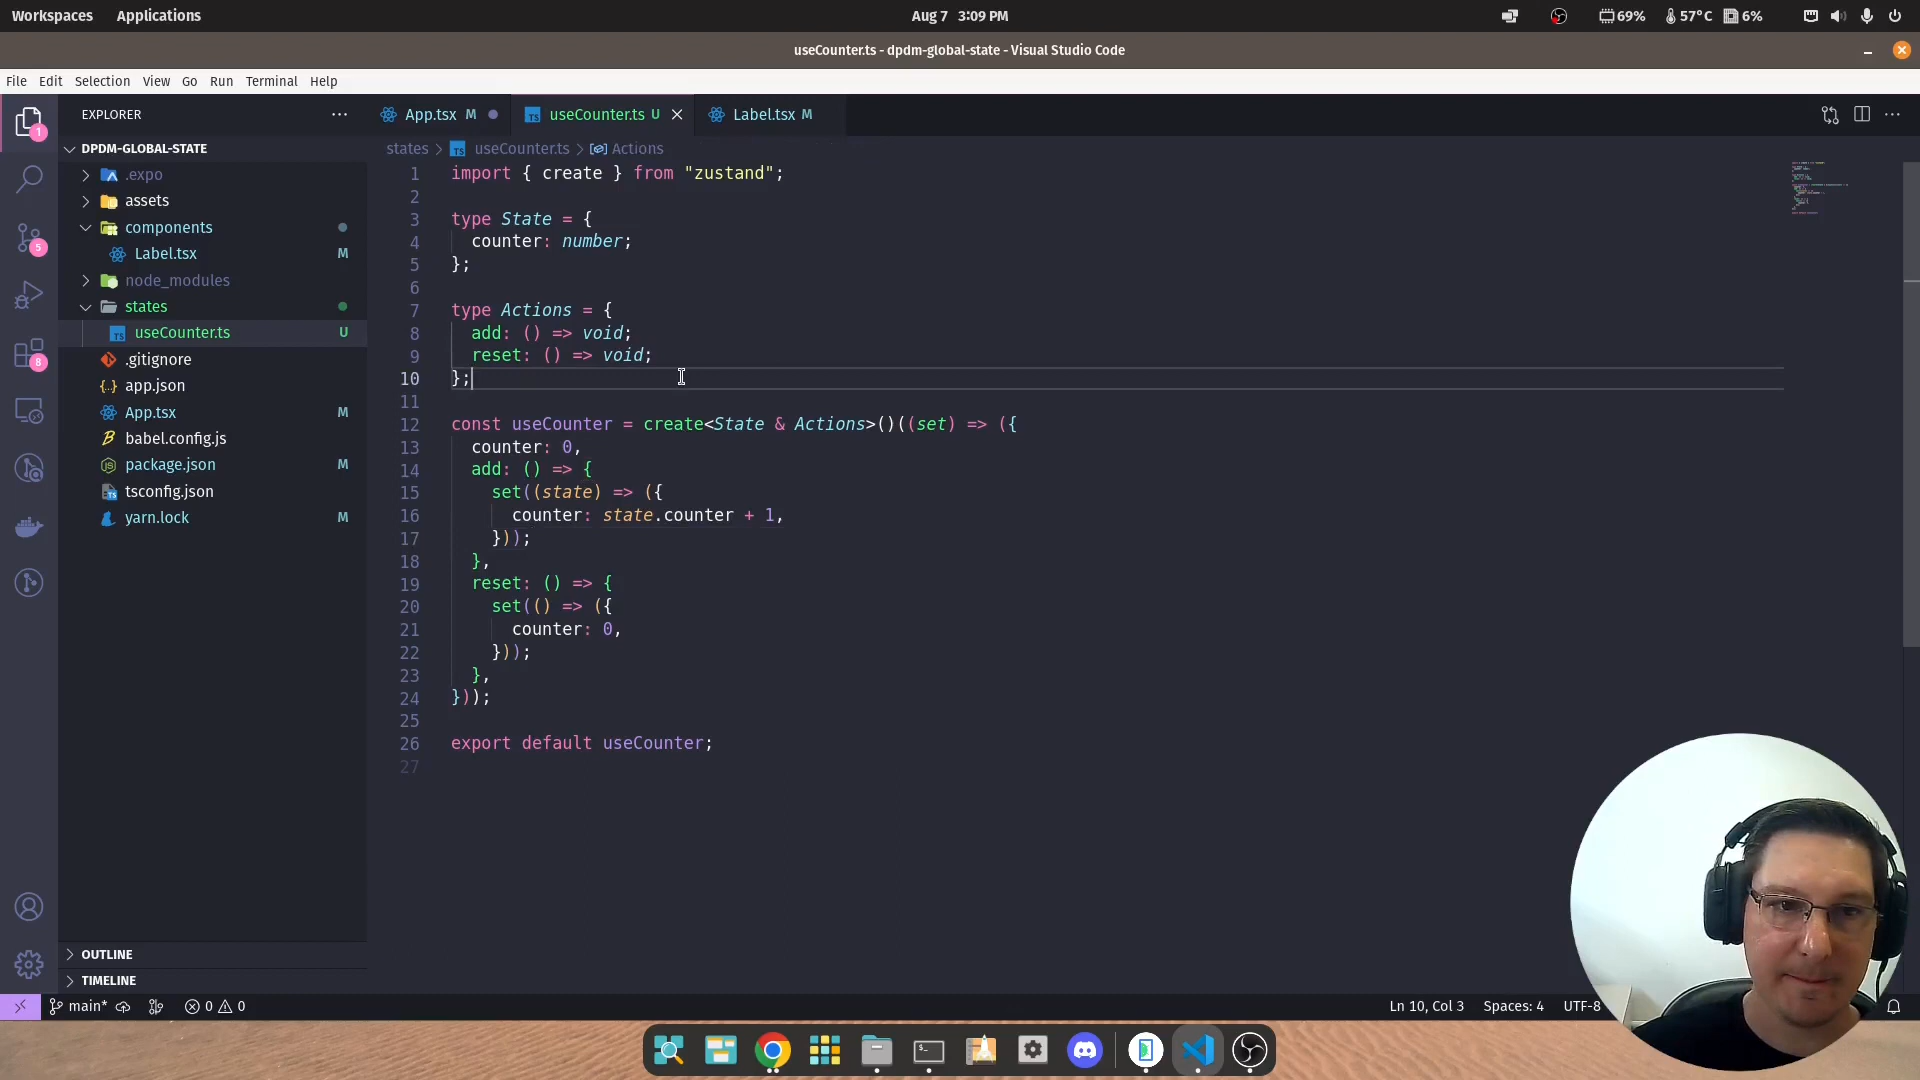 Workspaces Applications Aug 7 3:09 PM 69% 57°C 6%
useCounter.ts - dpdm-global-state - Visual Studio Code
File Edit Selection View Go Run Terminal Help
EXPLORER
App.tsx M
useCounter.ts U
Label.tsx M
DPDM-GLOBAL-STATE
.expo
assets
components
Label.tsx M
node_modules
states
useCounter.ts U
.gitignore
app.json
App.tsx M
babel.config.js
package.json M
tsconfig.json
yarn.lock M
OUTLINE
TIMELINE
1
5
8
states > useCounter.ts > Actions
1 import { create } from "zustand";
2
3 type State = {
4 counter: number;
5 };
6
7 type Actions = {
8 add: () => void;
9 reset: () => void;
10 };
11
12 const useCounter = create<State & Actions>()((set) => ({
13 counter: 0,
14 add: () => {
15 set((state) => ({
16 counter: state.counter + 1,
17 }));
18 },
19 reset: () => {
20 set(() => ({
21 counter: 0,
22 }));
23 },
24 }));
25
26 export default useCounter;
27
main* 0 0 Ln 10, Col 3 Spaces: 4 UTF-8